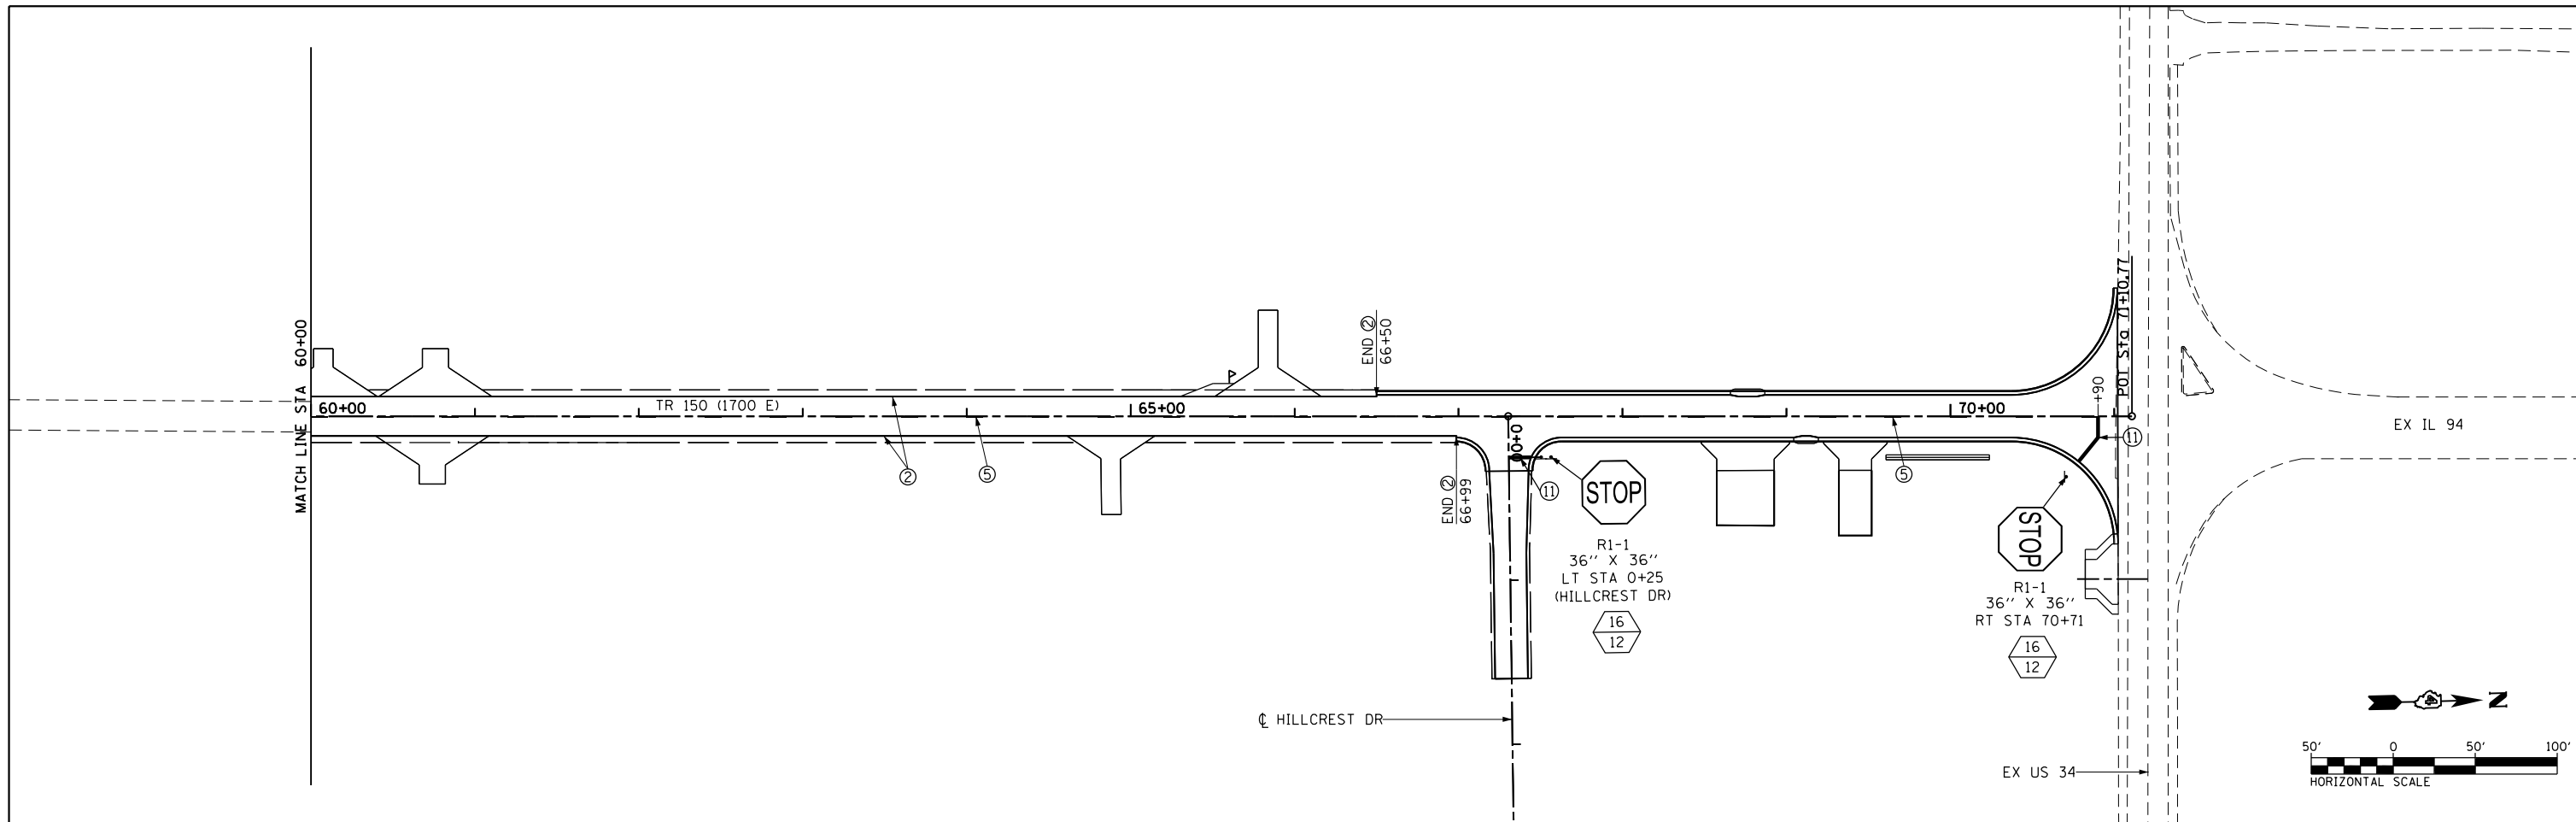 MATCH LINE STA 60+00
60+00
TR 150 (1700 E)
65+00
END ②
66+50
70+00
+90
POT Sta 71+10.77
EX IL 94
②
⑤
END ②
66+99
0+00
⑪
STOP
R1-1
36'' X 36''
LT STA 0+25
(HILLCREST DR)
16
12
⑤
⑪
STOP
R1-1
36'' X 36''
RT STA 70+71
16
12
℄ HILLCREST DR
EX US 34
N
50' 0 50' 100'
HORIZONTAL SCALE